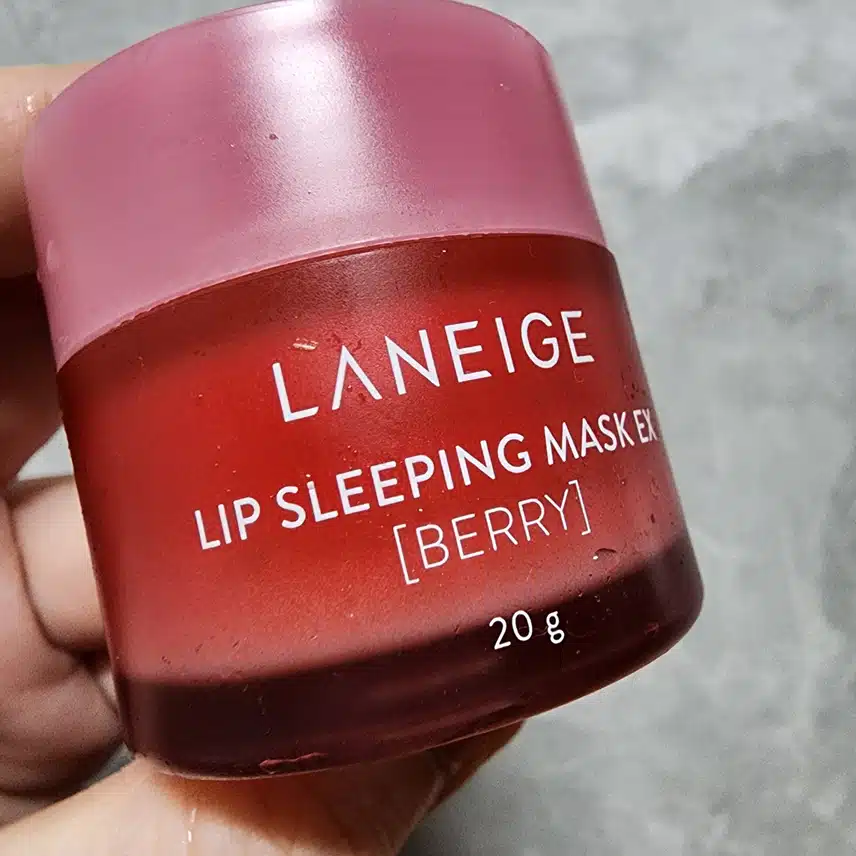 LANEIGE
LIP SLEEPING MASK EX
[BERRY]
20 g